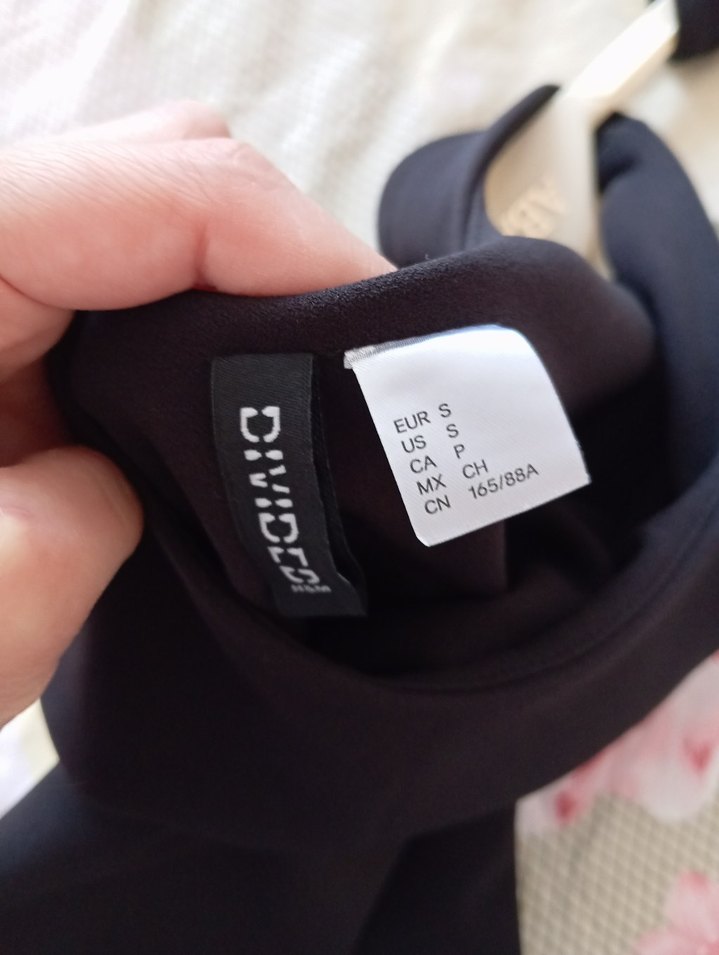 DIVIDED
H&M
EUR S
US S
CA P
MX CH
CN 165/88A